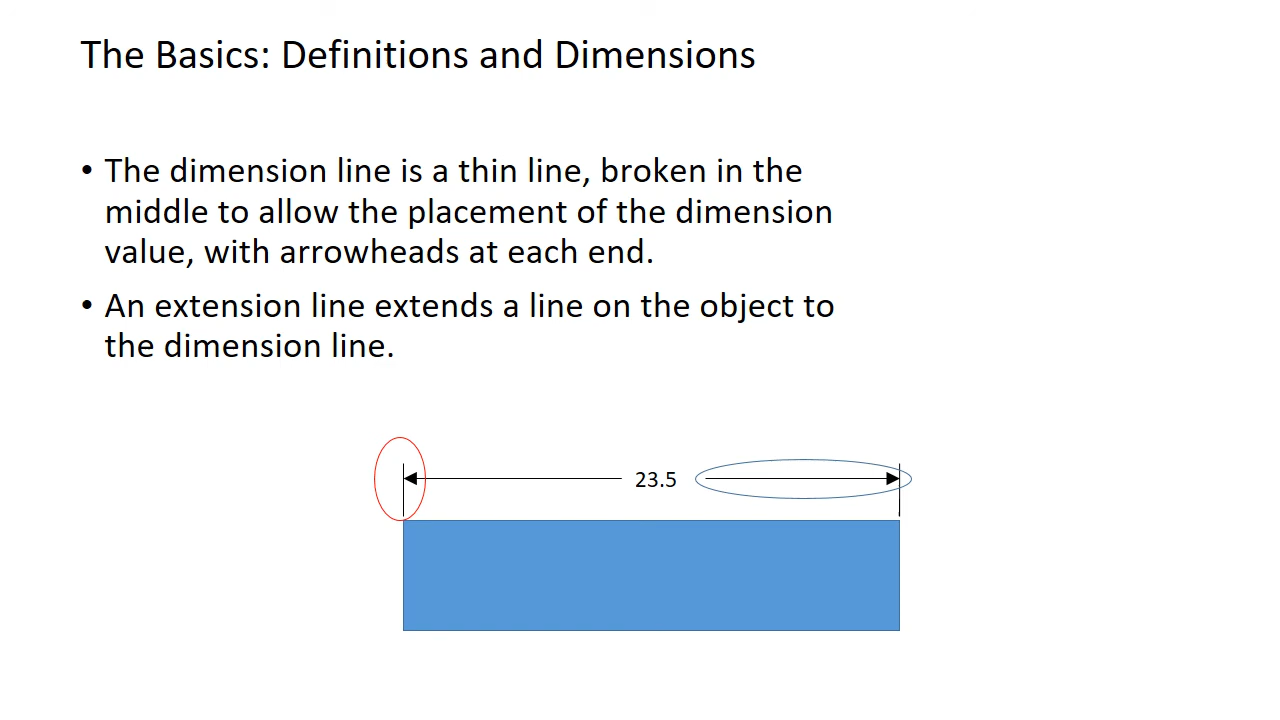 The Basics: Definitions and Dimensions
• The dimension line is a thin line, broken in the
middle to allow the placement of the dimension
value, with arrowheads at each end.
• An extension line extends a line on the object to
the dimension line.
23.5